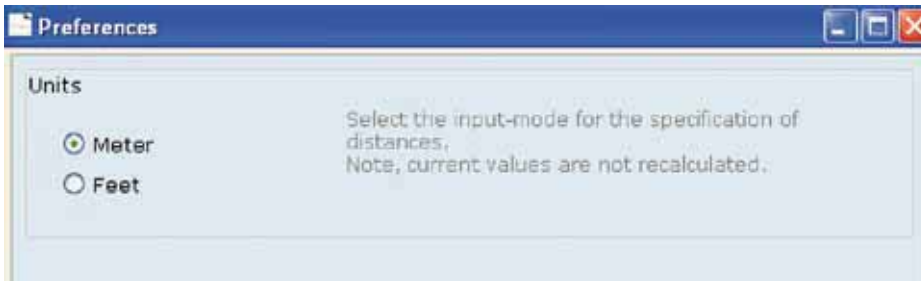 Preferences
Units
Meter
Feet
Select the input-mode for the specification of
distances.
Note, current values are not recalculated.